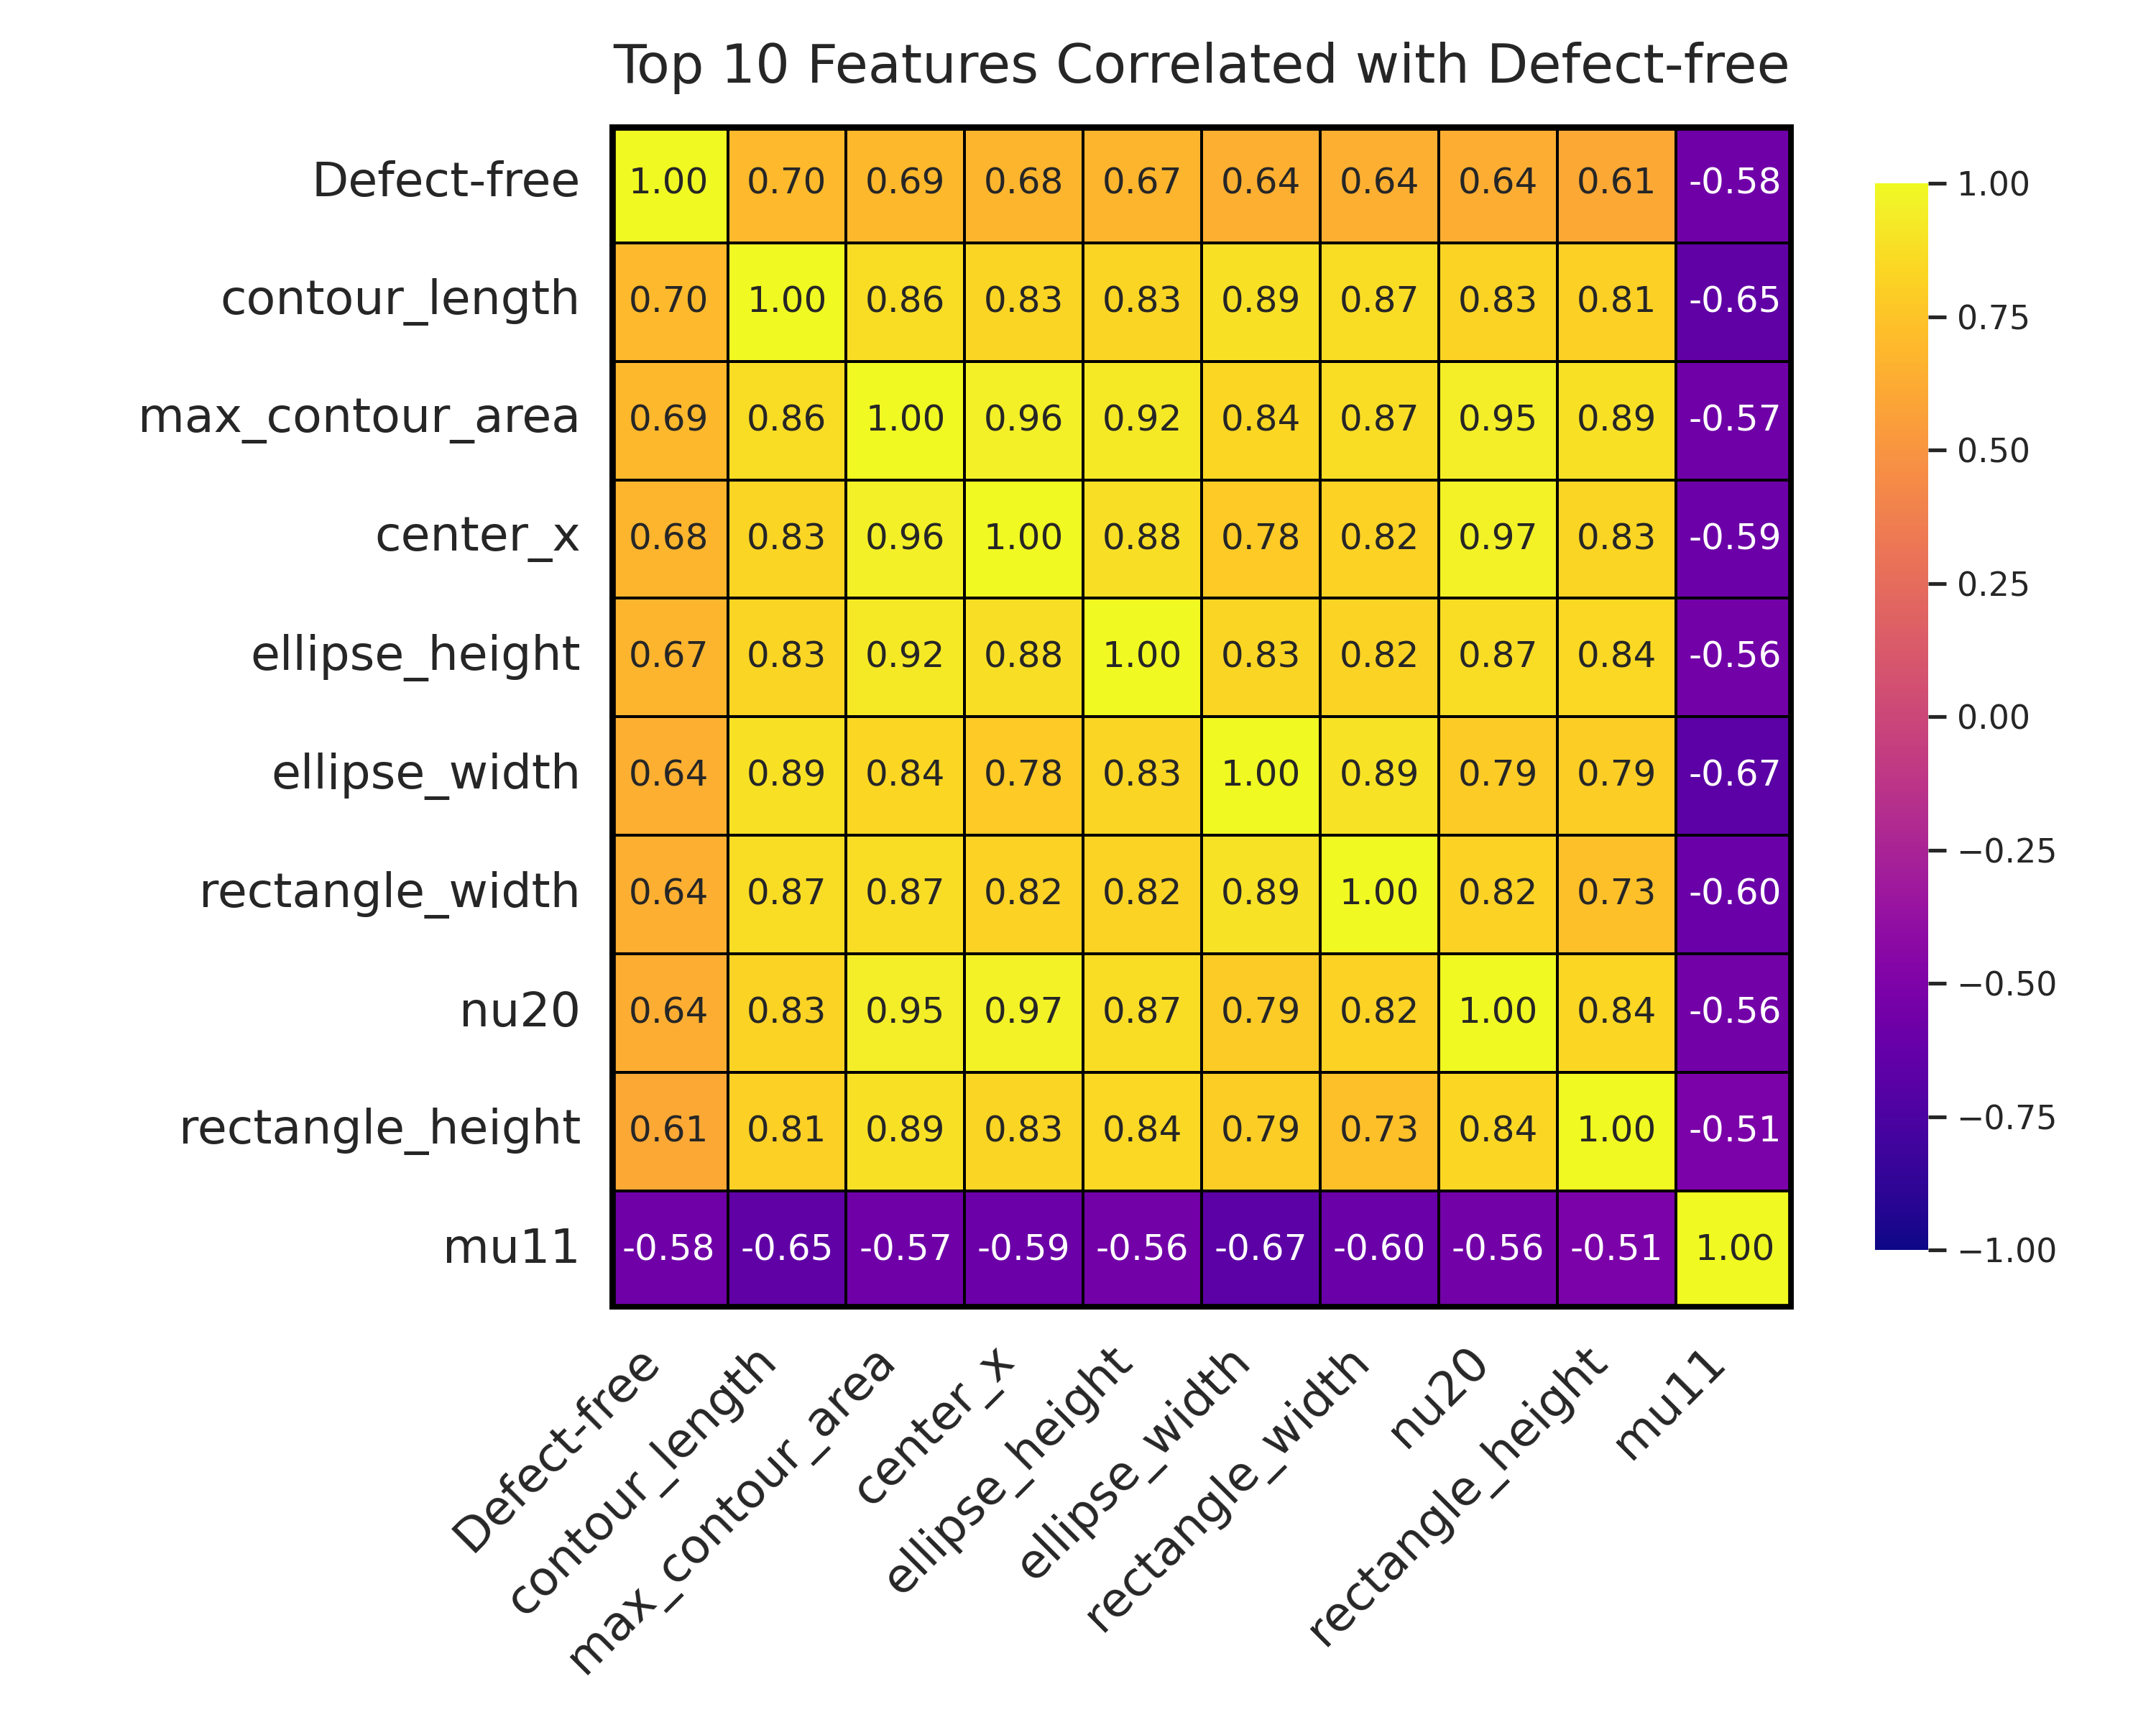 Top 10 Features Correlated with Defect-free
Defect-free 1.00 0.70 0.69 0.68 0.67 0.64 0.64 0.64 0.61 -0.58
contour_length 0.70 1.00 0.86 0.83 0.83 0.89 0.87 0.83 0.81 -0.65
max_contour_area 0.69 0.86 1.00 0.96 0.92 0.84 0.87 0.95 0.89 -0.57
center_x 0.68 0.83 0.96 1.00 0.88 0.78 0.82 0.97 0.83 -0.59
ellipse_height 0.67 0.83 0.92 0.88 1.00 0.83 0.82 0.87 0.84 -0.56
ellipse_width 0.64 0.89 0.84 0.78 0.83 1.00 0.89 0.79 0.79 -0.67
rectangle_width 0.64 0.87 0.87 0.82 0.82 0.89 1.00 0.82 0.73 -0.60
nu20 0.64 0.83 0.95 0.97 0.87 0.79 0.82 1.00 0.84 -0.56
rectangle_height 0.61 0.81 0.89 0.83 0.84 0.79 0.73 0.84 1.00 -0.51
mu11 -0.58 -0.65 -0.57 -0.59 -0.56 -0.67 -0.60 -0.56 -0.51 1.00
Defect-free
contour_length
max_contour_area
center_x
ellipse_height
ellipse_width
rectangle_width
nu20
rectangle_height
mu11
1.00
0.75
0.50
0.25
0.00
−0.25
−0.50
−0.75
−1.00